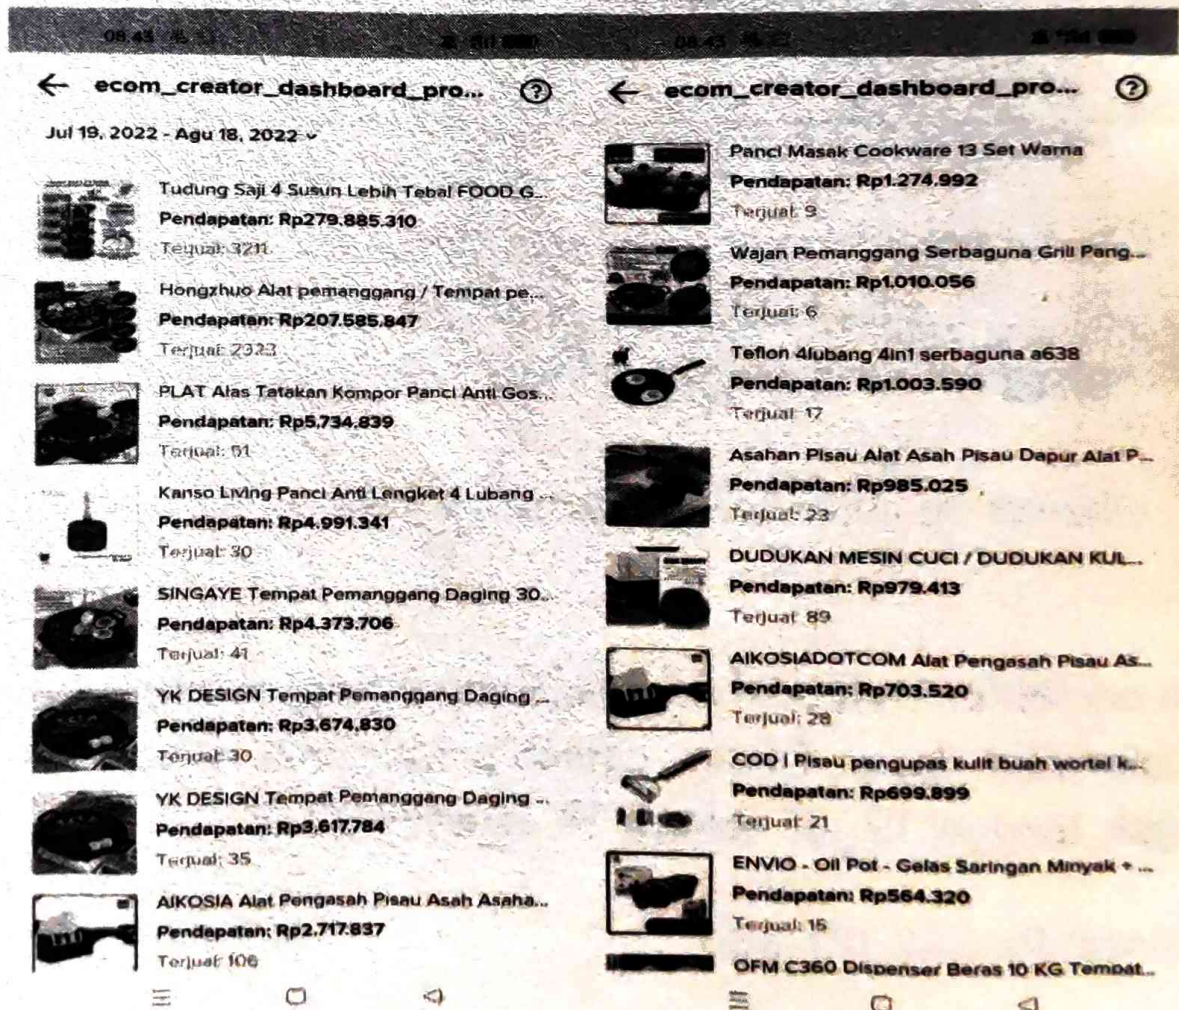 08.43
ecom_creator_dashboard_pro...
Jul 19, 2022 - Agu 18, 2022
Tudung Saji 4 Susun Lebih Tebal FOOD G...
Pendapatan: Rp279.885.310
Terjual: 3211
Hongzhuo Alat pemanggang / Tempat pe...
Pendapatan: Rp207.585.847
Terjual: 2323
PLAT Alas Tatakan Kompor Panci Anti Gos...
Pendapatan: Rp5.734.839
Terjual: 51
Kanso Living Panci Anti Lengket 4 Lubang ...
Pendapatan: Rp4.991.341
Terjual: 30
SINGAYE Tempat Pemanggang Daging 30...
Pendapatan: Rp4.373.706
Terjual: 41
YK DESIGN Tempat Pemanggang Daging ...
Pendapatan: Rp3.674.830
Terjual: 30
YK DESIGN Tempat Pemanggang Daging ...
Pendapatan: Rp3.617.784
Terjual: 35
AIKOSIA Alat Pengasah Pisau Asah Asaha...
Pendapatan: Rp2.717.837
Terjual: 106
08.43
ecom_creator_dashboard_pro...
Panci Masak Cookware 13 Set Warna
Pendapatan: Rp1.274.992
Terjual: 9
Wajan Pemanggang Serbaguna Grill Pang...
Pendapatan: Rp1.010.056
Terjual: 6
Teflon 4lubang 4in1 serbaguna a638
Pendapatan: Rp1.003.590
Terjual: 17
Asahan Pisau Alat Asah Pisau Dapur Alat P...
Pendapatan: Rp985.025
Terjual: 23
DUDUKAN MESIN CUCI / DUDUKAN KUL...
Pendapatan: Rp979.413
Terjual: 89
AIKOSIADOTCOM Alat Pengasah Pisau As...
Pendapatan: Rp703.520
Terjual: 28
COD | Pisau pengupas kulit buah wortel k...
Pendapatan: Rp699.899
Terjual: 21
ENVIO - Oil Pot - Gelas Saringan Minyak + ...
Pendapatan: Rp564.320
Terjual: 15
OFM C360 Dispenser Beras 10 KG Tempat...